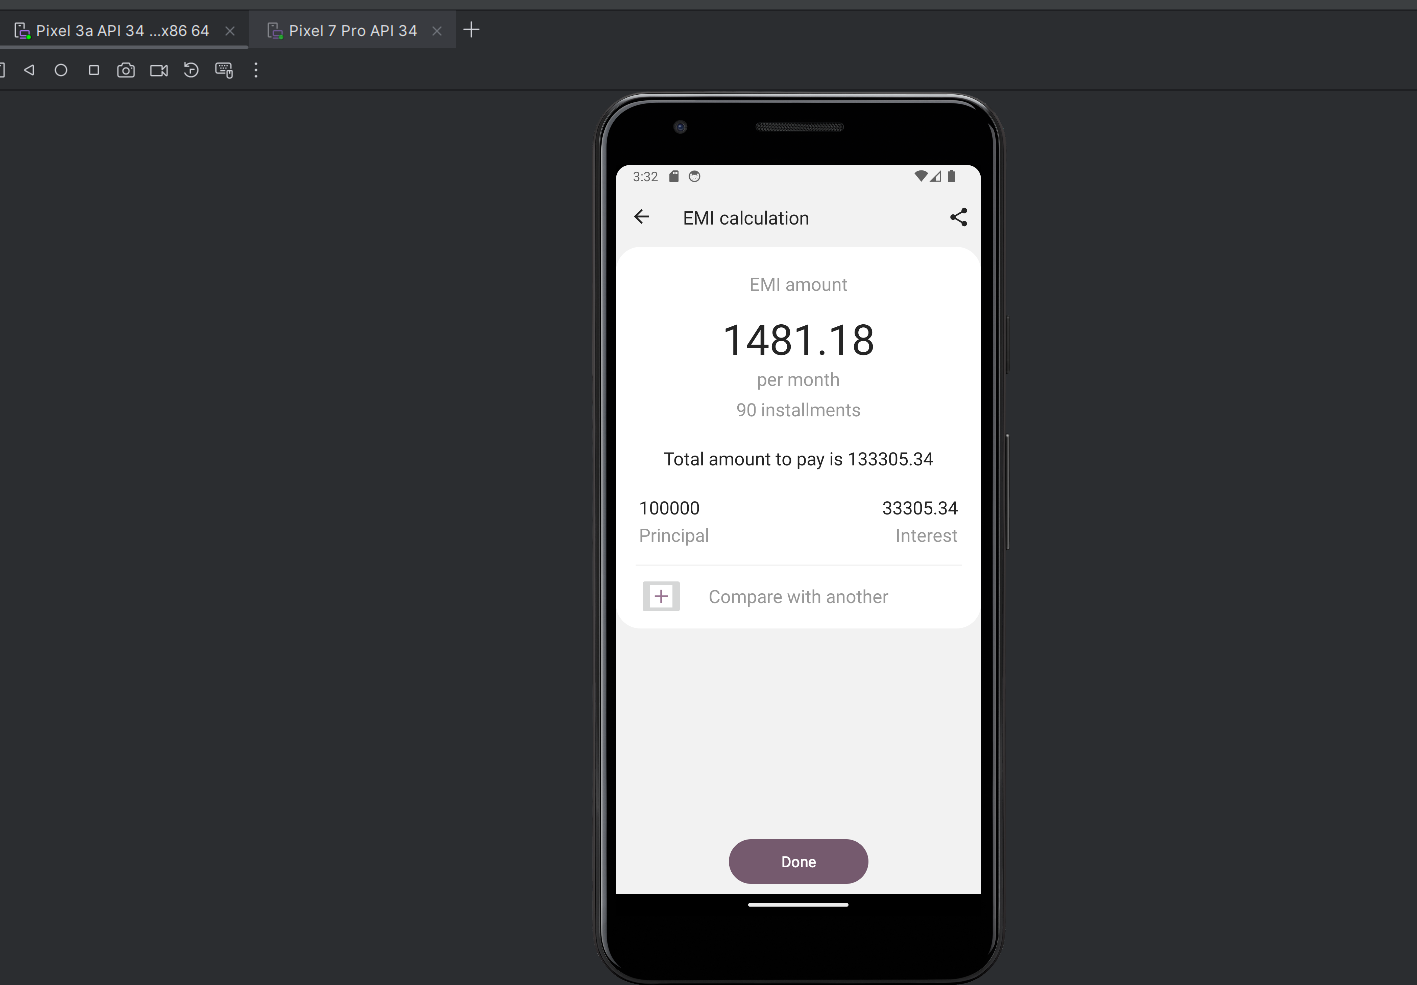 Pixel 3a API 34 ...x86 64
Pixel 7 Pro API 34
3:32
EMI calculation
EMI amount
1481.18
per month
90 installments
Total amount to pay is 133305.34
100000 33305.34
Principal Interest
Compare with another
Done